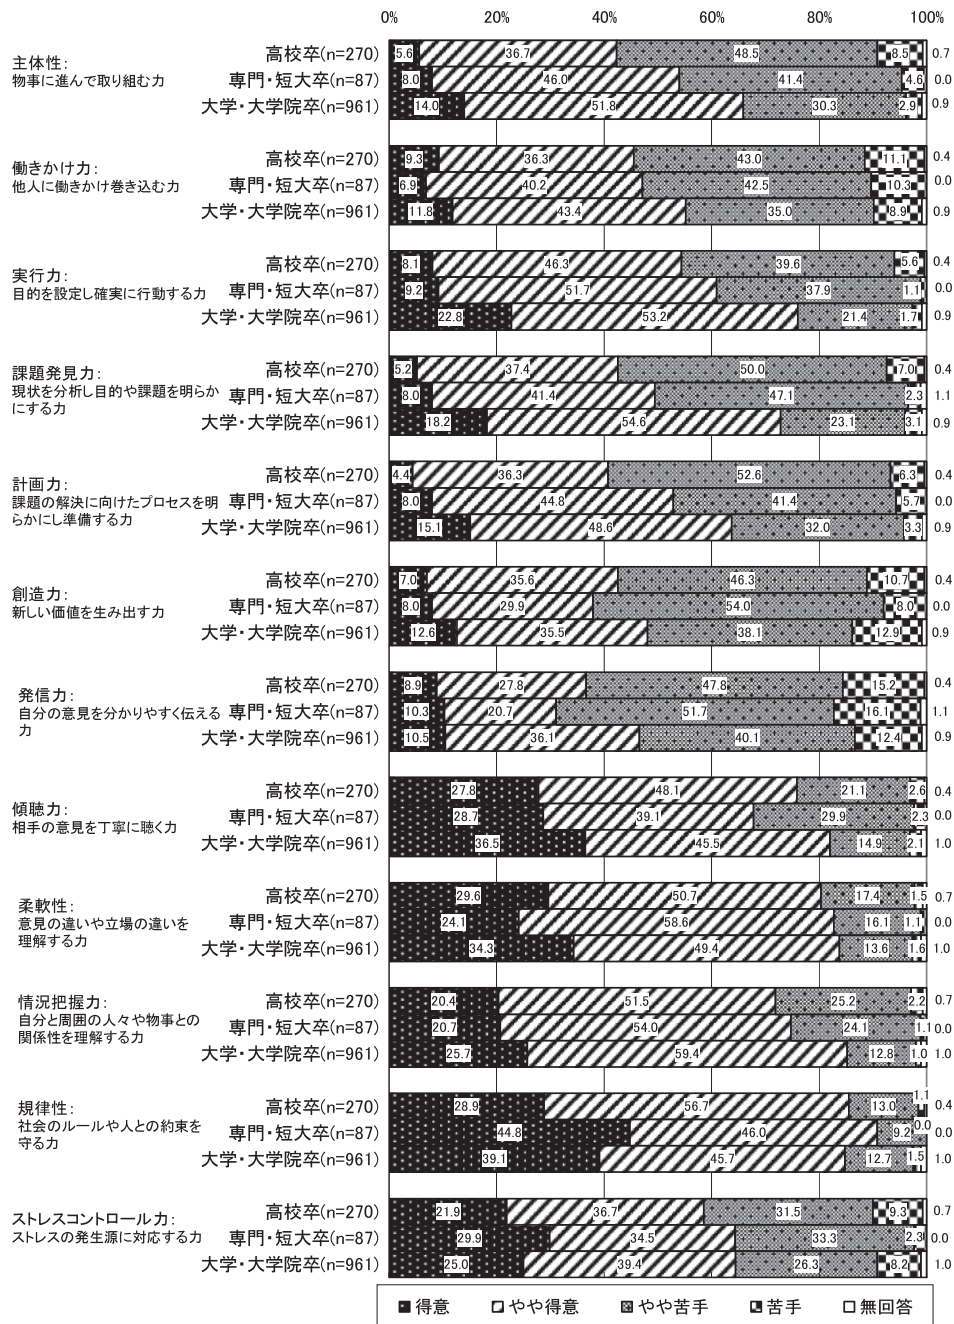 0% 20% 40% 60% 80% 100%
主体性:
物事に進んで取り組む力
高校卒(n=270) 5.6 36.7 48.5 8.5 0.7
専門・短大卒(n=87) 8.0 46.0 41.4 4.6 0.0
大学・大学院卒(n=961) 14.0 51.8 30.3 2.9 0.9
働きかけ力:
他人に働きかけ巻き込む力
高校卒(n=270) 9.3 36.3 43.0 11.1 0.4
専門・短大卒(n=87) 6.9 40.2 42.5 10.3 0.0
大学・大学院卒(n=961) 11.8 43.4 35.0 8.9 0.9
実行力:
目的を設定し確実に行動する力
高校卒(n=270) 8.1 46.3 39.6 5.6 0.4
専門・短大卒(n=87) 9.2 51.7 37.9 1.1 0.0
大学・大学院卒(n=961) 22.8 53.2 21.4 1.7 0.9
課題発見力:
現状を分析し目的や課題を明らか
にする力
高校卒(n=270) 5.2 37.4 50.0 7.0 0.4
専門・短大卒(n=87) 8.0 41.4 47.1 2.3 1.1
大学・大学院卒(n=961) 18.2 54.6 23.1 3.1 0.9
計画力:
課題の解決に向けたプロセスを明
らかにし準備する力
高校卒(n=270) 4.4 36.3 52.6 6.3 0.4
専門・短大卒(n=87) 8.0 44.8 41.4 5.7 0.0
大学・大学院卒(n=961) 15.1 48.6 32.0 3.3 0.9
創造力:
新しい価値を生み出す力
高校卒(n=270) 7.0 35.6 46.3 10.7 0.4
専門・短大卒(n=87) 8.0 29.9 54.0 8.0 0.0
大学・大学院卒(n=961) 12.6 35.5 38.1 12.9 0.9
発信力:
自分の意見を分かりやすく伝える
力
高校卒(n=270) 8.9 27.8 47.8 15.2 0.4
専門・短大卒(n=87) 10.3 20.7 51.7 16.1 1.1
大学・大学院卒(n=961) 10.5 36.1 40.1 12.4 0.9
傾聴力:
相手の意見を丁寧に聴く力
高校卒(n=270) 27.8 48.1 21.1 2.6 0.4
専門・短大卒(n=87) 28.7 39.1 29.9 2.3 0.0
大学・大学院卒(n=961) 36.5 45.5 14.9 2.1 1.0
柔軟性:
意見の違いや立場の違いを
理解する力
高校卒(n=270) 29.6 50.7 17.4 1.5 0.7
専門・短大卒(n=87) 24.1 58.6 16.1 1.1 0.0
大学・大学院卒(n=961) 34.3 49.4 13.6 1.6 1.0
情況把握力:
自分と周囲の人々や物事との
関係性を理解する力
高校卒(n=270) 20.4 51.5 25.2 2.2 0.7
専門・短大卒(n=87) 20.7 54.0 24.1 1.1 0.0
大学・大学院卒(n=961) 25.7 59.4 12.8 1.0 1.0
規律性:
社会のルールや人との約束を
守る力
高校卒(n=270) 28.9 56.7 13.0 1.1 0.4
専門・短大卒(n=87) 44.8 46.0 9.2 0.0 0.0
大学・大学院卒(n=961) 39.1 45.7 12.7 1.5 1.0
ストレスコントロール力:
ストレスの発生源に対応する力
高校卒(n=270) 21.9 36.7 31.5 9.3 0.7
専門・短大卒(n=87) 29.9 34.5 33.3 2.3 0.0
大学・大学院卒(n=961) 25.0 39.4 26.3 8.2 1.0
得意 やや得意 やや苦手 苦手 無回答